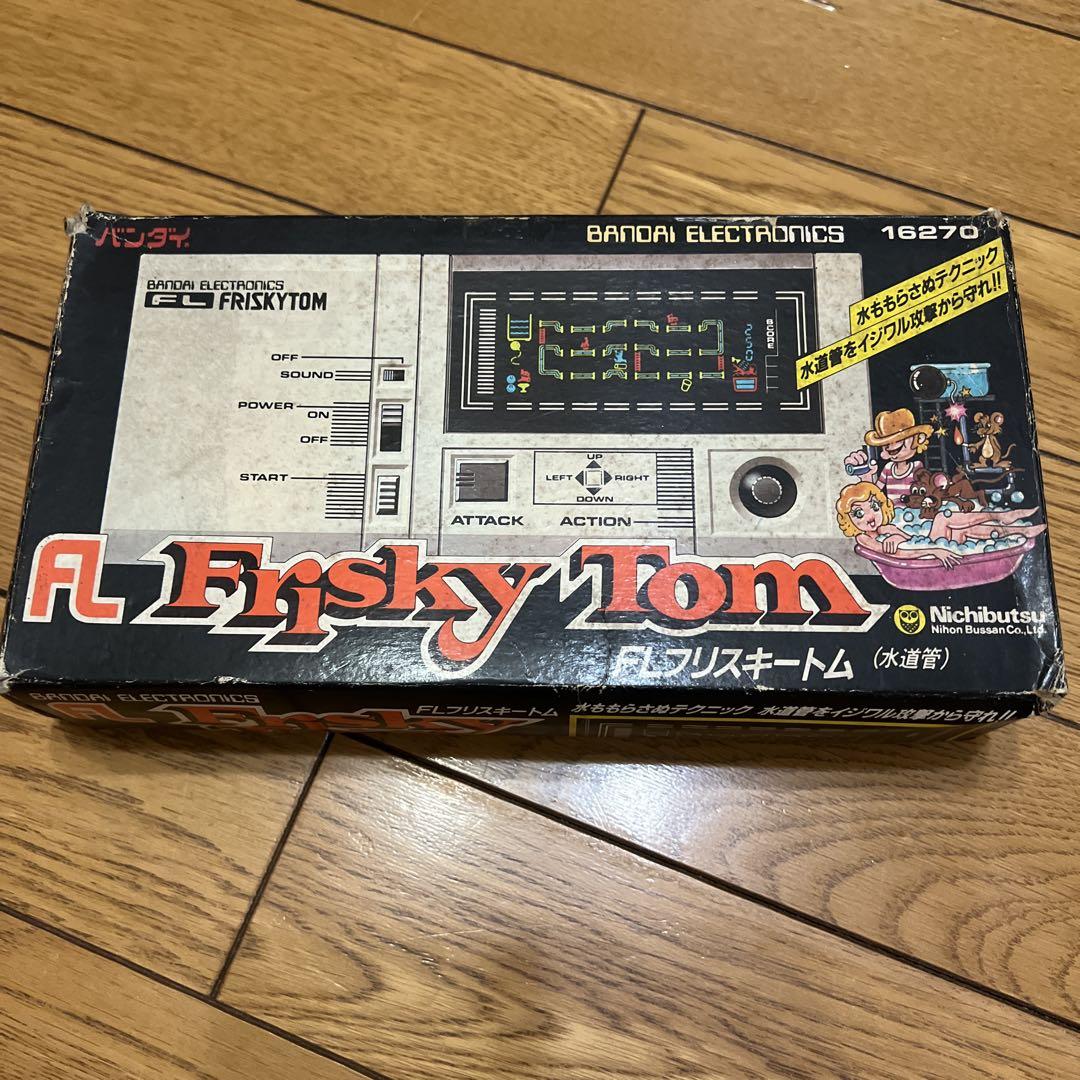 バンダイ
BANDAI ELECTRONICS 16270
水ももらさぬテクニック
水道管をイジワル攻撃から守れ!!
BANDAI ELECTRONICS
FL FRISKYTOM
OFF
SOUND
POWER
ON
OFF
START
SCORE
ATTACK
UP
LEFT RIGHT
DOWN
ACTION
FL Frisky Tom
Nichibutsu
Nihon Bussan Co., Ltd.
FLフリスキートム (水道管)
BANDAI ELECTRONICS
FL Frisky
FLフリスキートム 水ももらさぬテクニック 水道管をイジワル攻撃から守れ!!